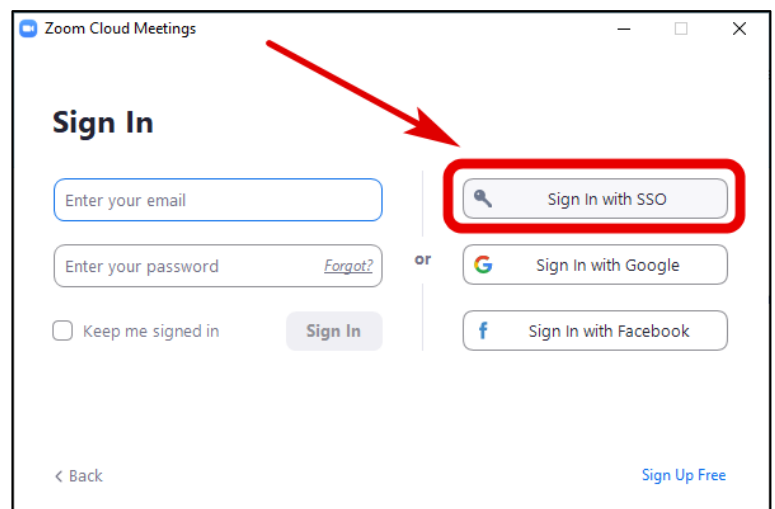 Zoom Cloud Meetings
Sign In
Enter your email
Enter your password Forgot?
Keep me signed in Sign In
or
Sign In with SSO
Sign In with Google
Sign In with Facebook
< Back
Sign Up Free